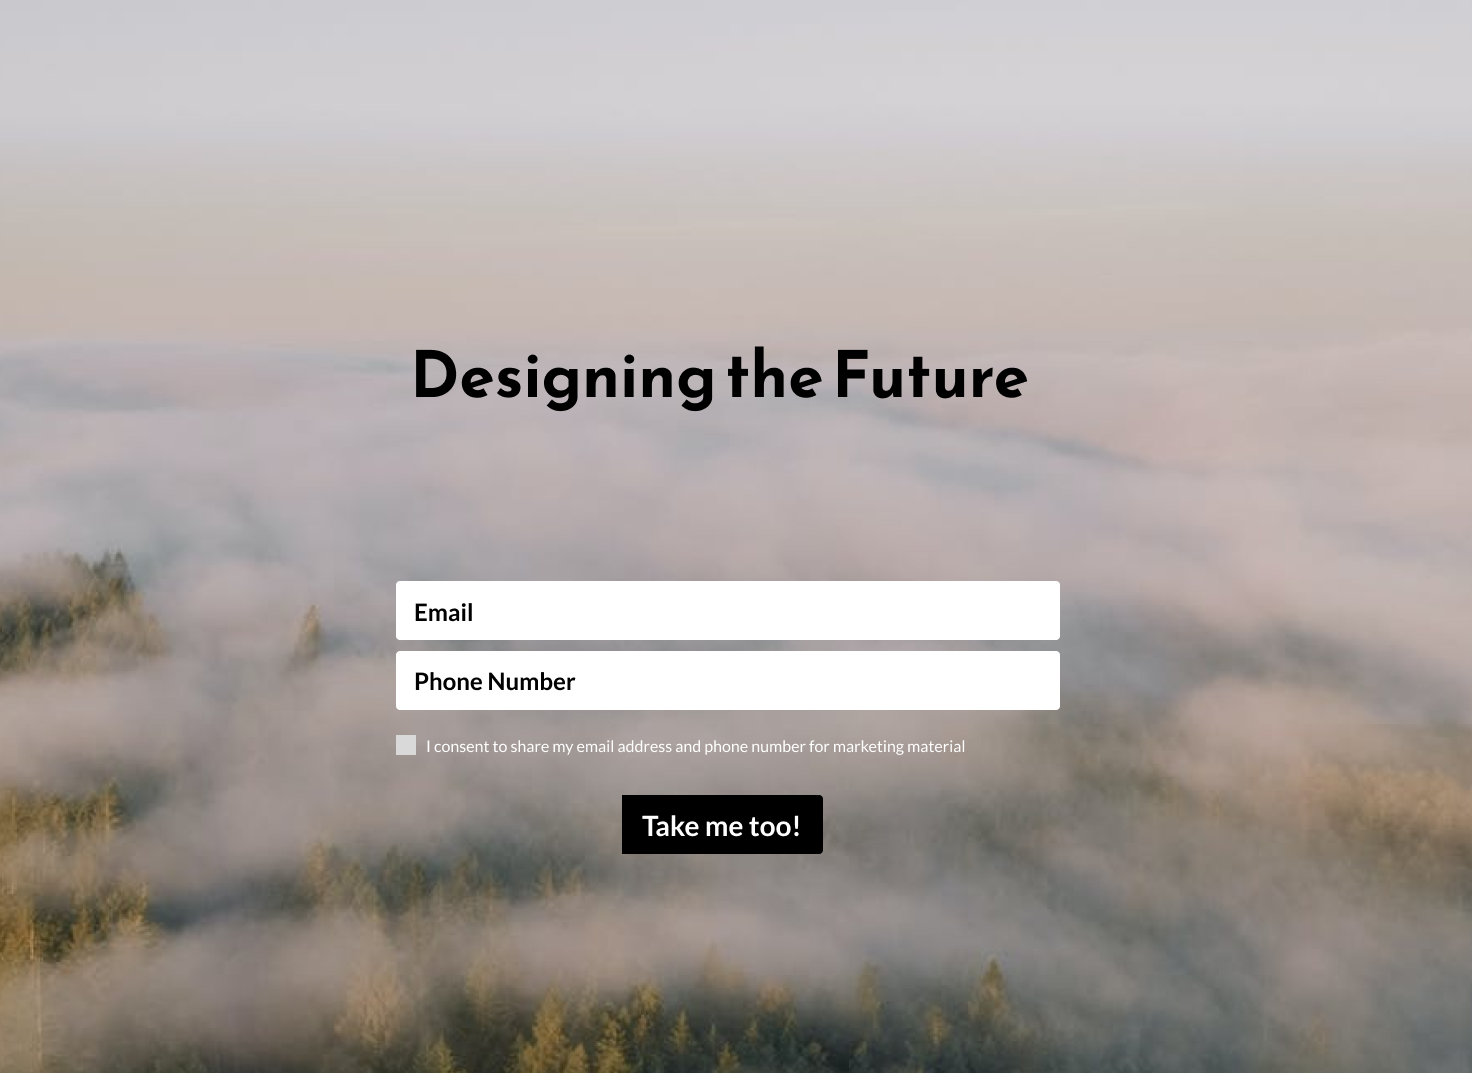 Designing the Future
Email
Phone Number
I consent to share my email address and phone number for marketing material
Take me too!